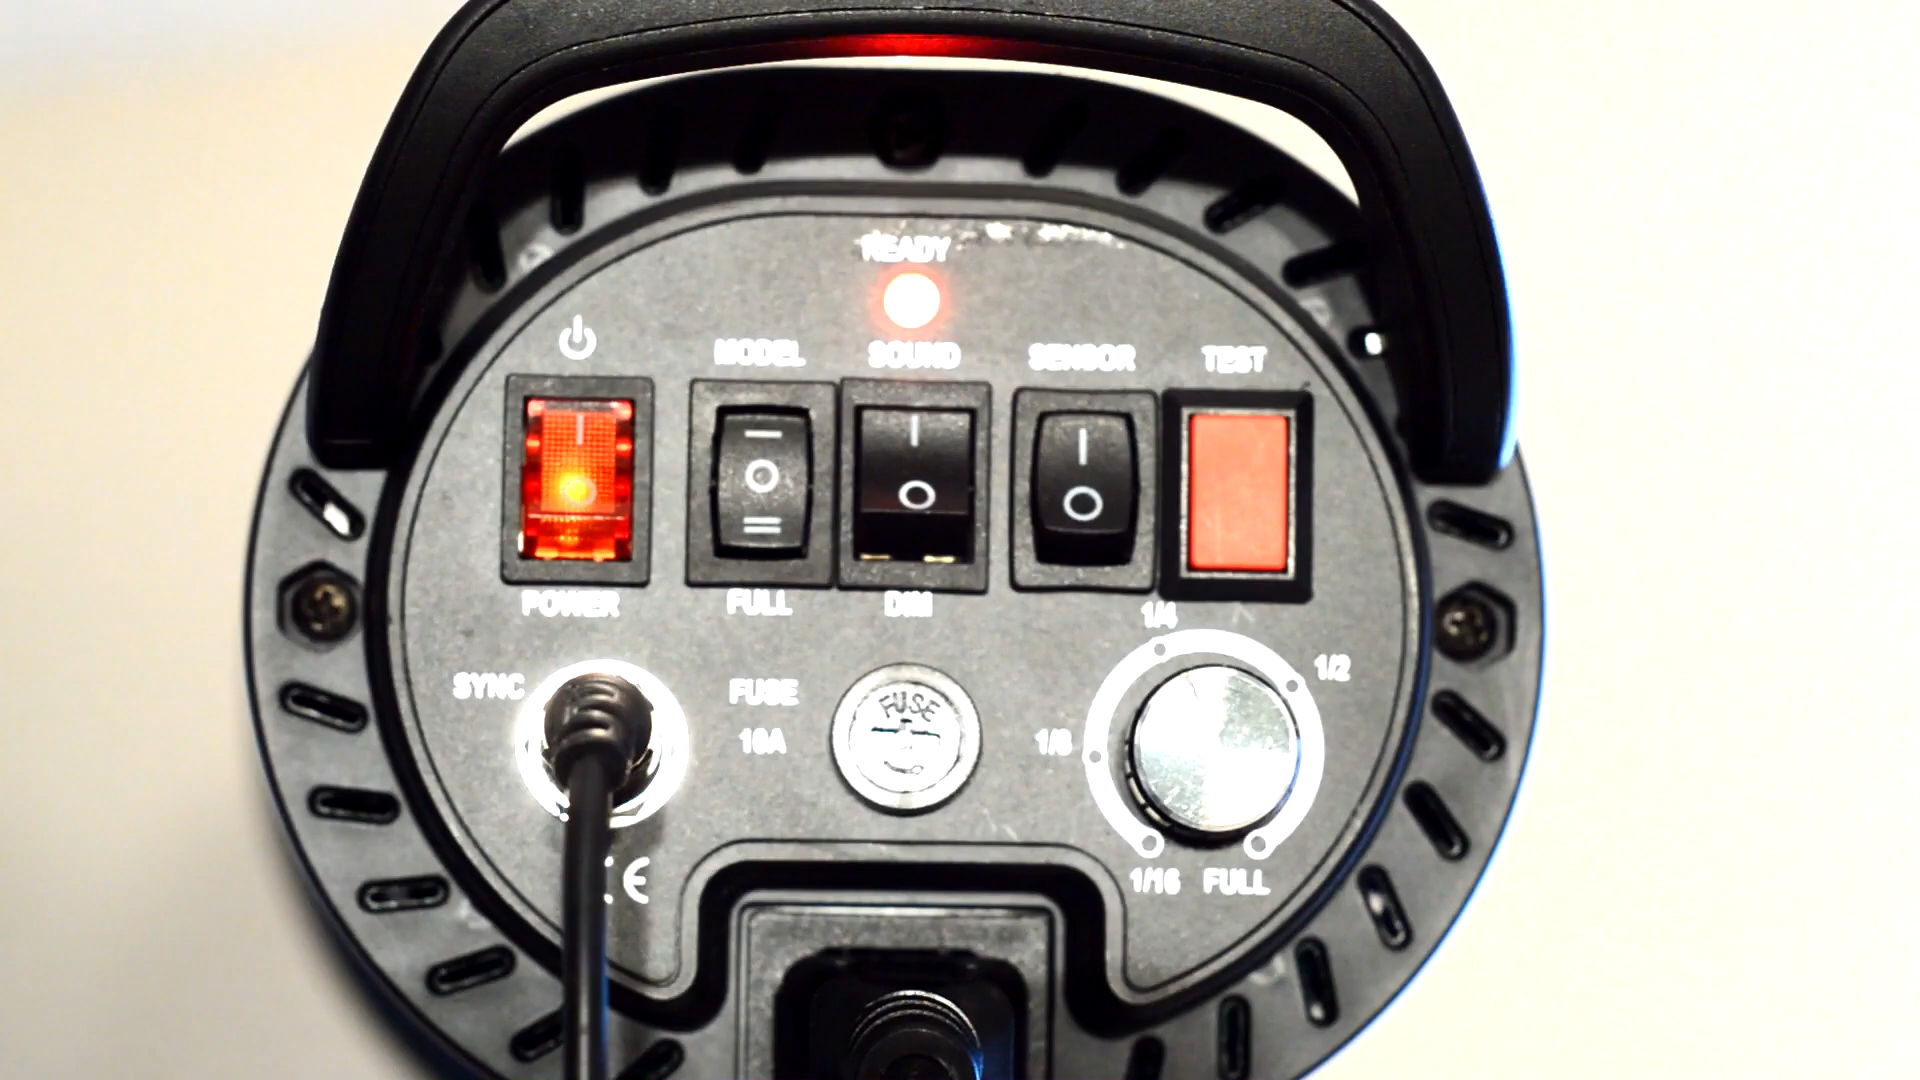 READY
MODEL SOUND SENSOR TEST
POWER FULL DIM
1/4
1/2
SYNC FUSE FUSE
10A 1/8
1/16 FULL
CE